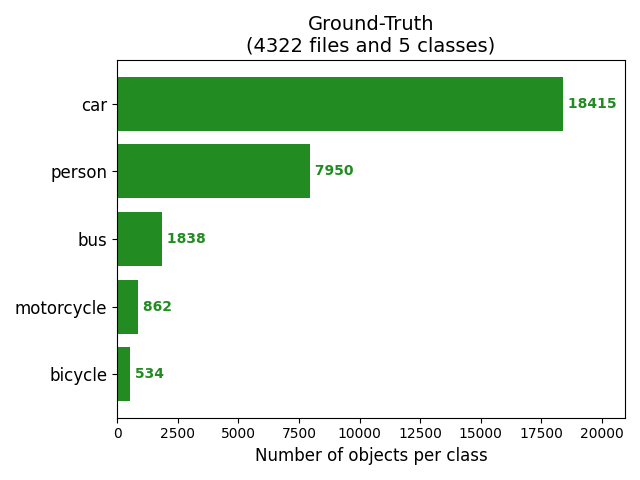 Ground-Truth
(4322 files and 5 classes)
car
18415
person
7950
bus
1838
motorcycle
862
bicycle
534
0 2500 5000 7500 10000 12500 15000 17500 20000
Number of objects per class